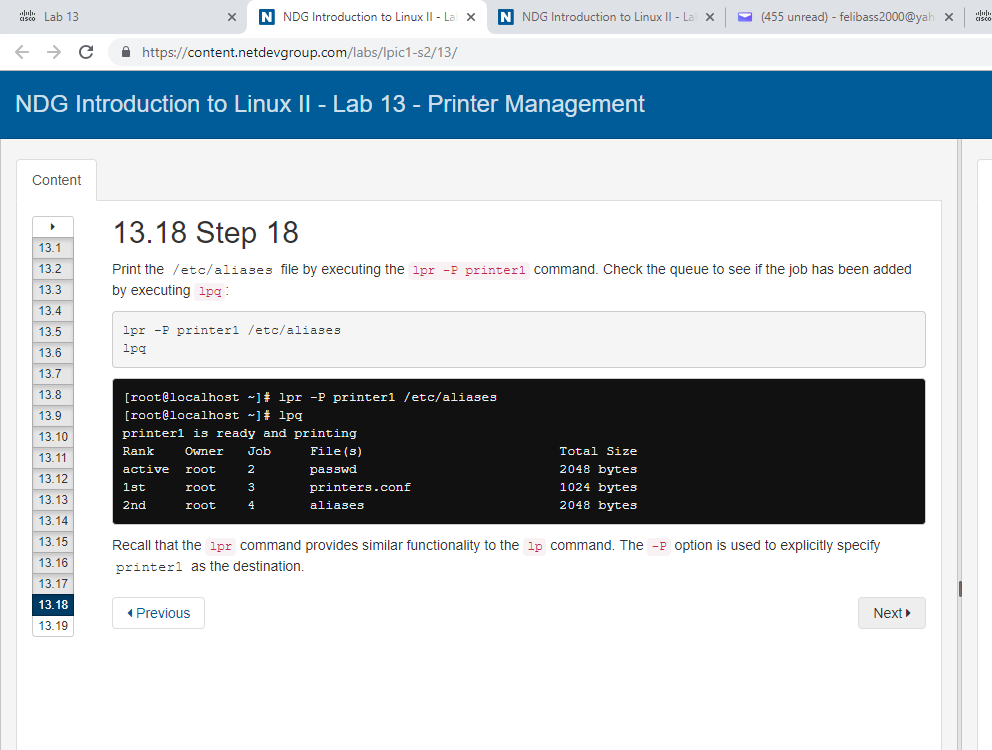 Lab 13
NDG Introduction to Linux II - La
NDG Introduction to Linux II - La
(455 unread) - felibass2000@yah
https://content.netdevgroup.com/labs/lpic1-s2/13/
NDG Introduction to Linux II - Lab 13 - Printer Management
Content
13.1
13.2
13.3
13.4
13.5
13.6
13.7
13.8
13.9
13.10
13.11
13.12
13.13
13.14
13.15
13.16
13.17
13.18
13.19
13.18 Step 18
Print the /etc/aliases file by executing the lpr -P printer1 command. Check the queue to see if the job has been added
by executing lpq:
lpr -P printer1 /etc/aliases
lpq
[root@localhost ~]# lpr -P printer1 /etc/aliases
[root@localhost ~]# lpq
printer1 is ready and printing
Rank    Owner   Job     File(s)                         Total Size
active  root    2       passwd                          2048 bytes
1st     root    3       printers.conf                   1024 bytes
2nd     root    4       aliases                         2048 bytes
Recall that the lpr command provides similar functionality to the lp command. The -P option is used to explicitly specify
printer1 as the destination.
Previous
Next